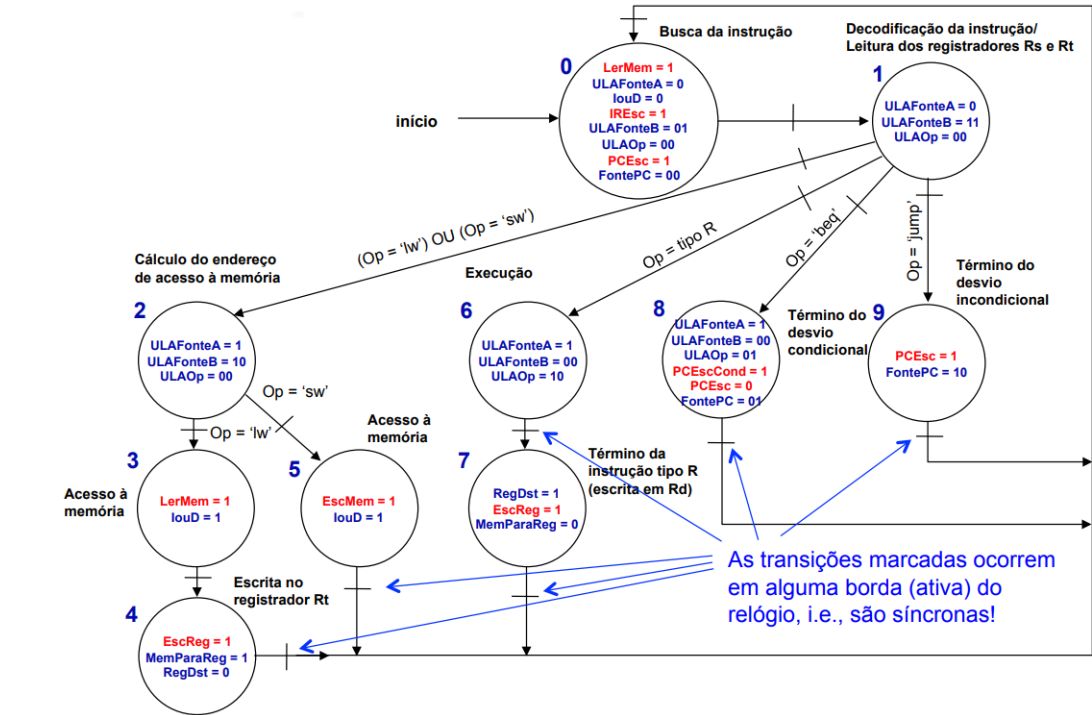 Busca da instrução
Decodificação da instrução/
Leitura dos registradores Rs e Rt
0
LerMem = 1
ULAFonteA = 0
IouD = 0
IREsc = 1
ULAFonteB = 01
ULAOp = 00
PCEsc = 1
FontePC = 00
início
1
ULAFonteA = 0
ULAFonteB = 11
ULAOp = 00
(Op = ‘lw’) OU (Op = ‘sw’)
Op = tipo R
Op = ‘beq’
Op = ‘jump’
Cálculo do endereço
de acesso à memória
2
ULAFonteA = 1
ULAFonteB = 10
ULAOp = 00
Execução
6
ULAFonteA = 1
ULAFonteB = 00
ULAOp = 10
8
ULAFonteA = 1
ULAFonteB = 00
ULAOp = 01
PCEscCond = 1
PCEsc = 0
FontePC = 01
Término do
desvio
condicional
Término do
desvio
incondicional
9
PCEsc = 1
FontePC = 10
Op = ‘sw’
Op = ‘lw’
3
Acesso à
memória
LerMem = 1
IouD = 1
Acesso à
memória
5
EscMem = 1
IouD = 1
7
Término da
instrução tipo R
(escrita em Rd)
RegDst = 1
EscReg = 1
MemParaReg = 0
As transições marcadas ocorrem
em alguma borda (ativa) do
relógio, i.e., são síncronas!
Escrita no
registrador Rt
4
EscReg = 1
MemParaReg = 1
RegDst = 0